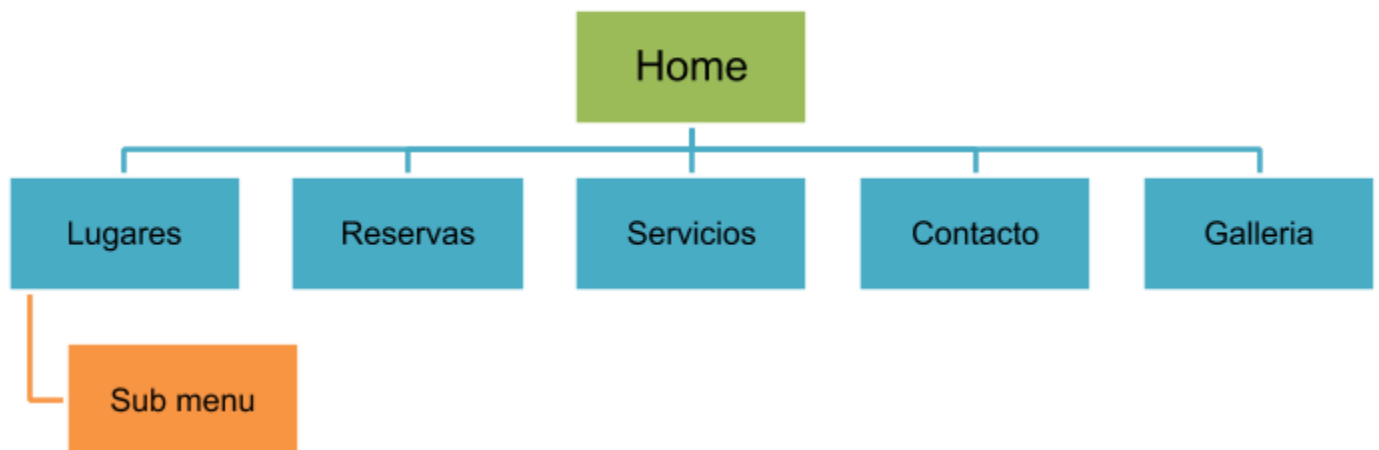 Home
Lugares
Reservas
Servicios
Contacto
Galleria
Sub menu